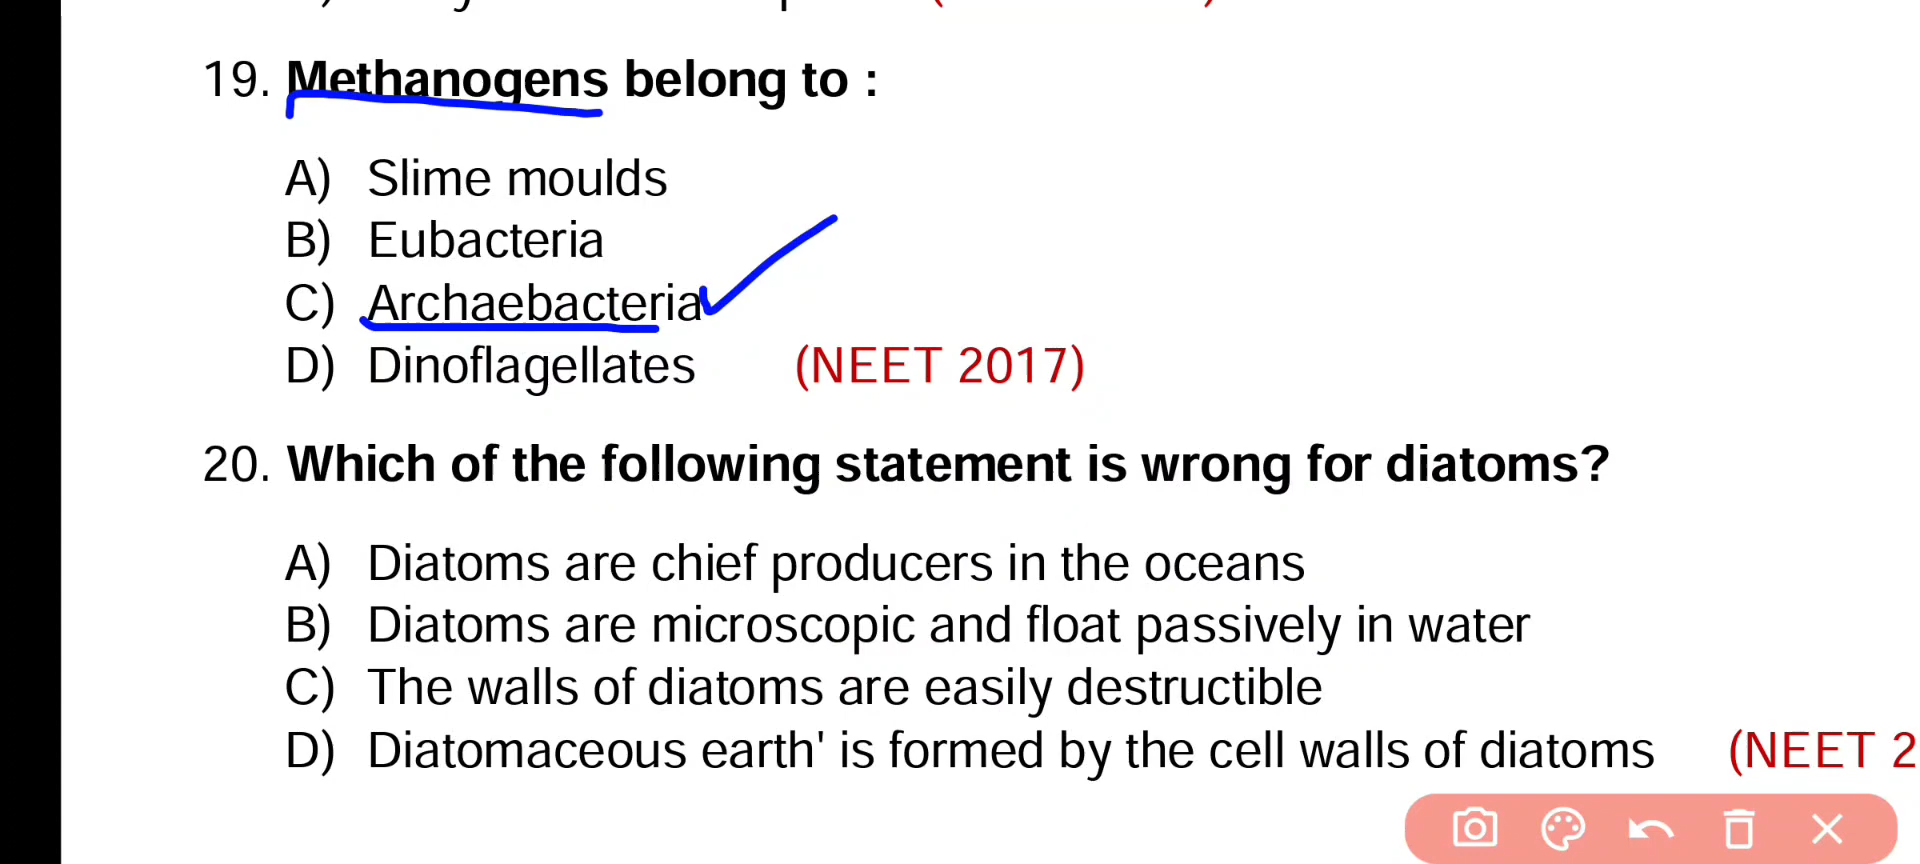 19. Methanogens belong to :
A) Slime moulds
B) Eubacteria
C) Archaebacteria
D) Dinoflagellates (NEET 2017)
20. Which of the following statement is wrong for diatoms?
A) Diatoms are chief producers in the oceans
B) Diatoms are microscopic and float passively in water
C) The walls of diatoms are easily destructible
D) Diatomaceous earth' is formed by the cell walls of diatoms (NEET 2